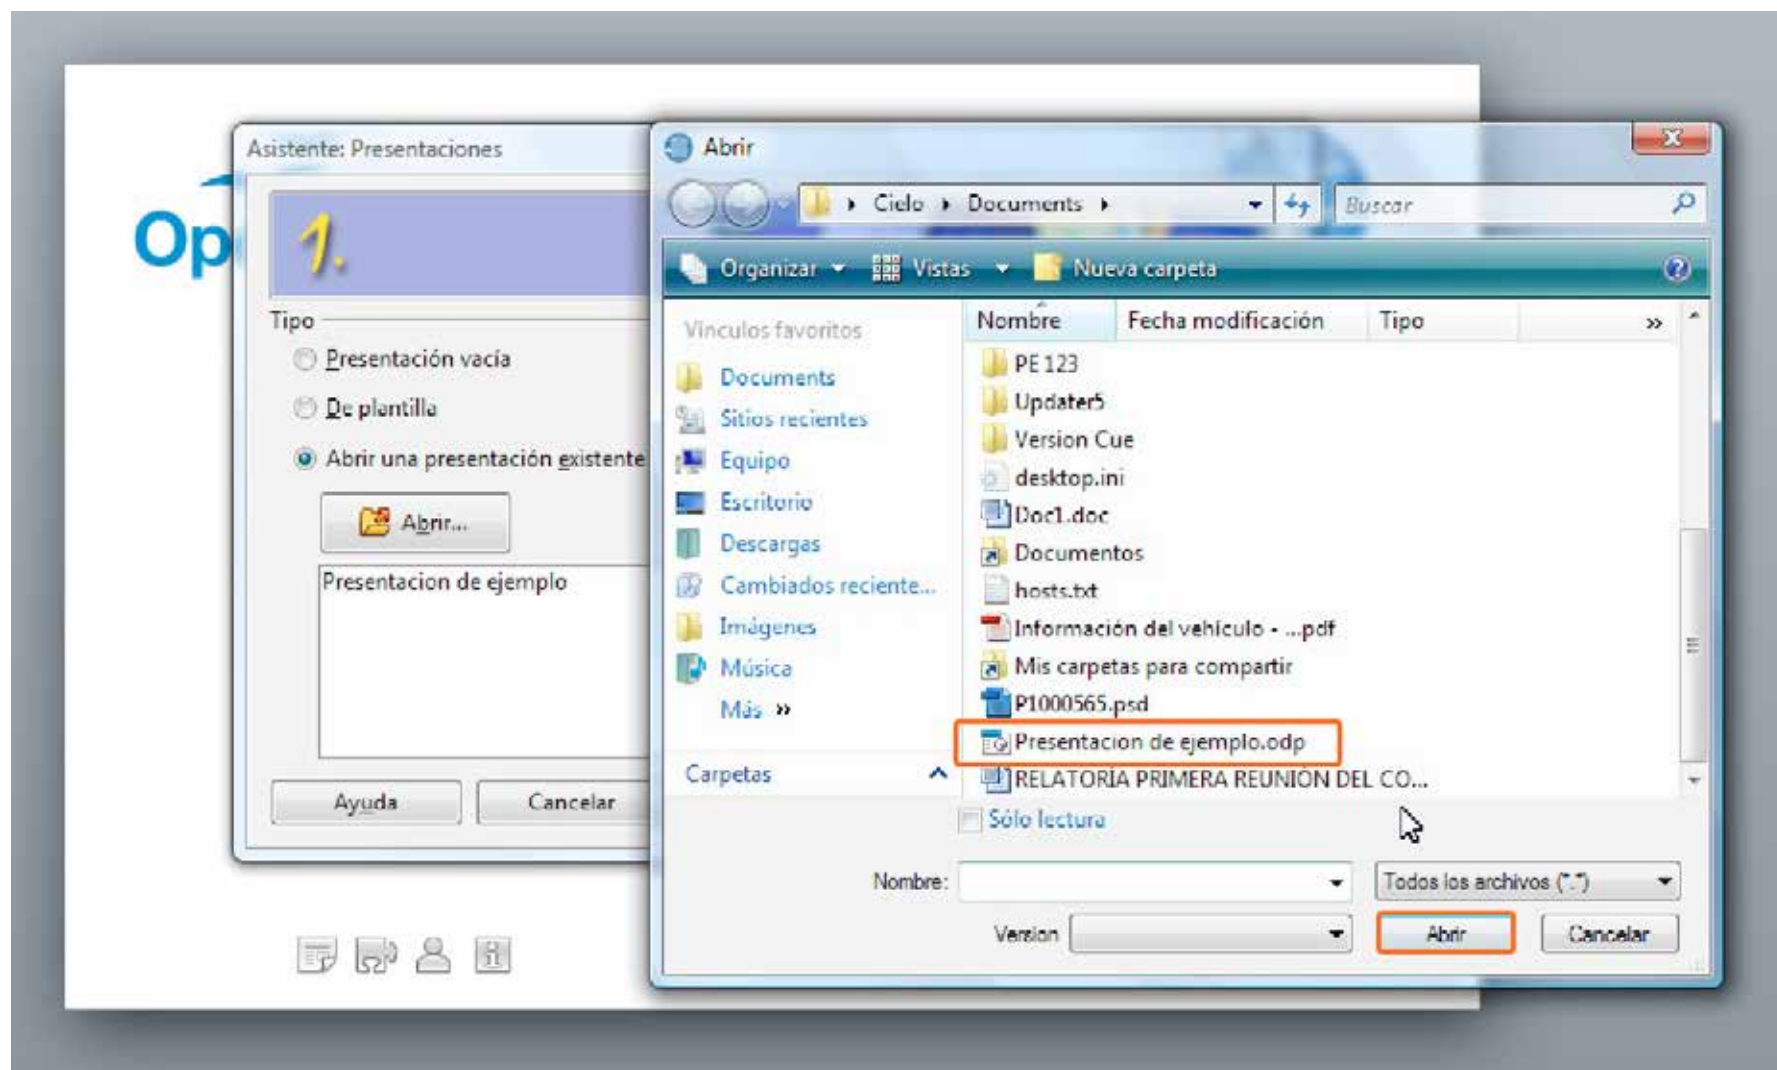 Op
Asistente: Presentaciones
1.
Tipo
Presentación vacía
De plantilla
Abrir una presentación existente
Abrir...
Presentacion de ejemplo
Ayuda
Cancelar
Abrir
Cielo Documents
Buscar
Organizar Vistas Nueva carpeta
Vínculos favoritos
Documents
Sitios recientes
Equipo
Escritorio
Descargas
Cambiados reciente...
Imágenes
Música
Más »
Carpetas
Nombre Fecha modificación Tipo »
PE 123
Updater5
Version Cue
desktop.ini
Doc1.doc
Documentos
hosts.txt
Información del vehículo - ...pdf
Mis carpetas para compartir
P1000565.psd
Presentacion de ejemplo.odp
RELATORÍA PRIMERA REUNIÓN DEL CO...
Sólo lectura
Nombre:
Todos los archivos (*.*)
Version
Abrir
Cancelar